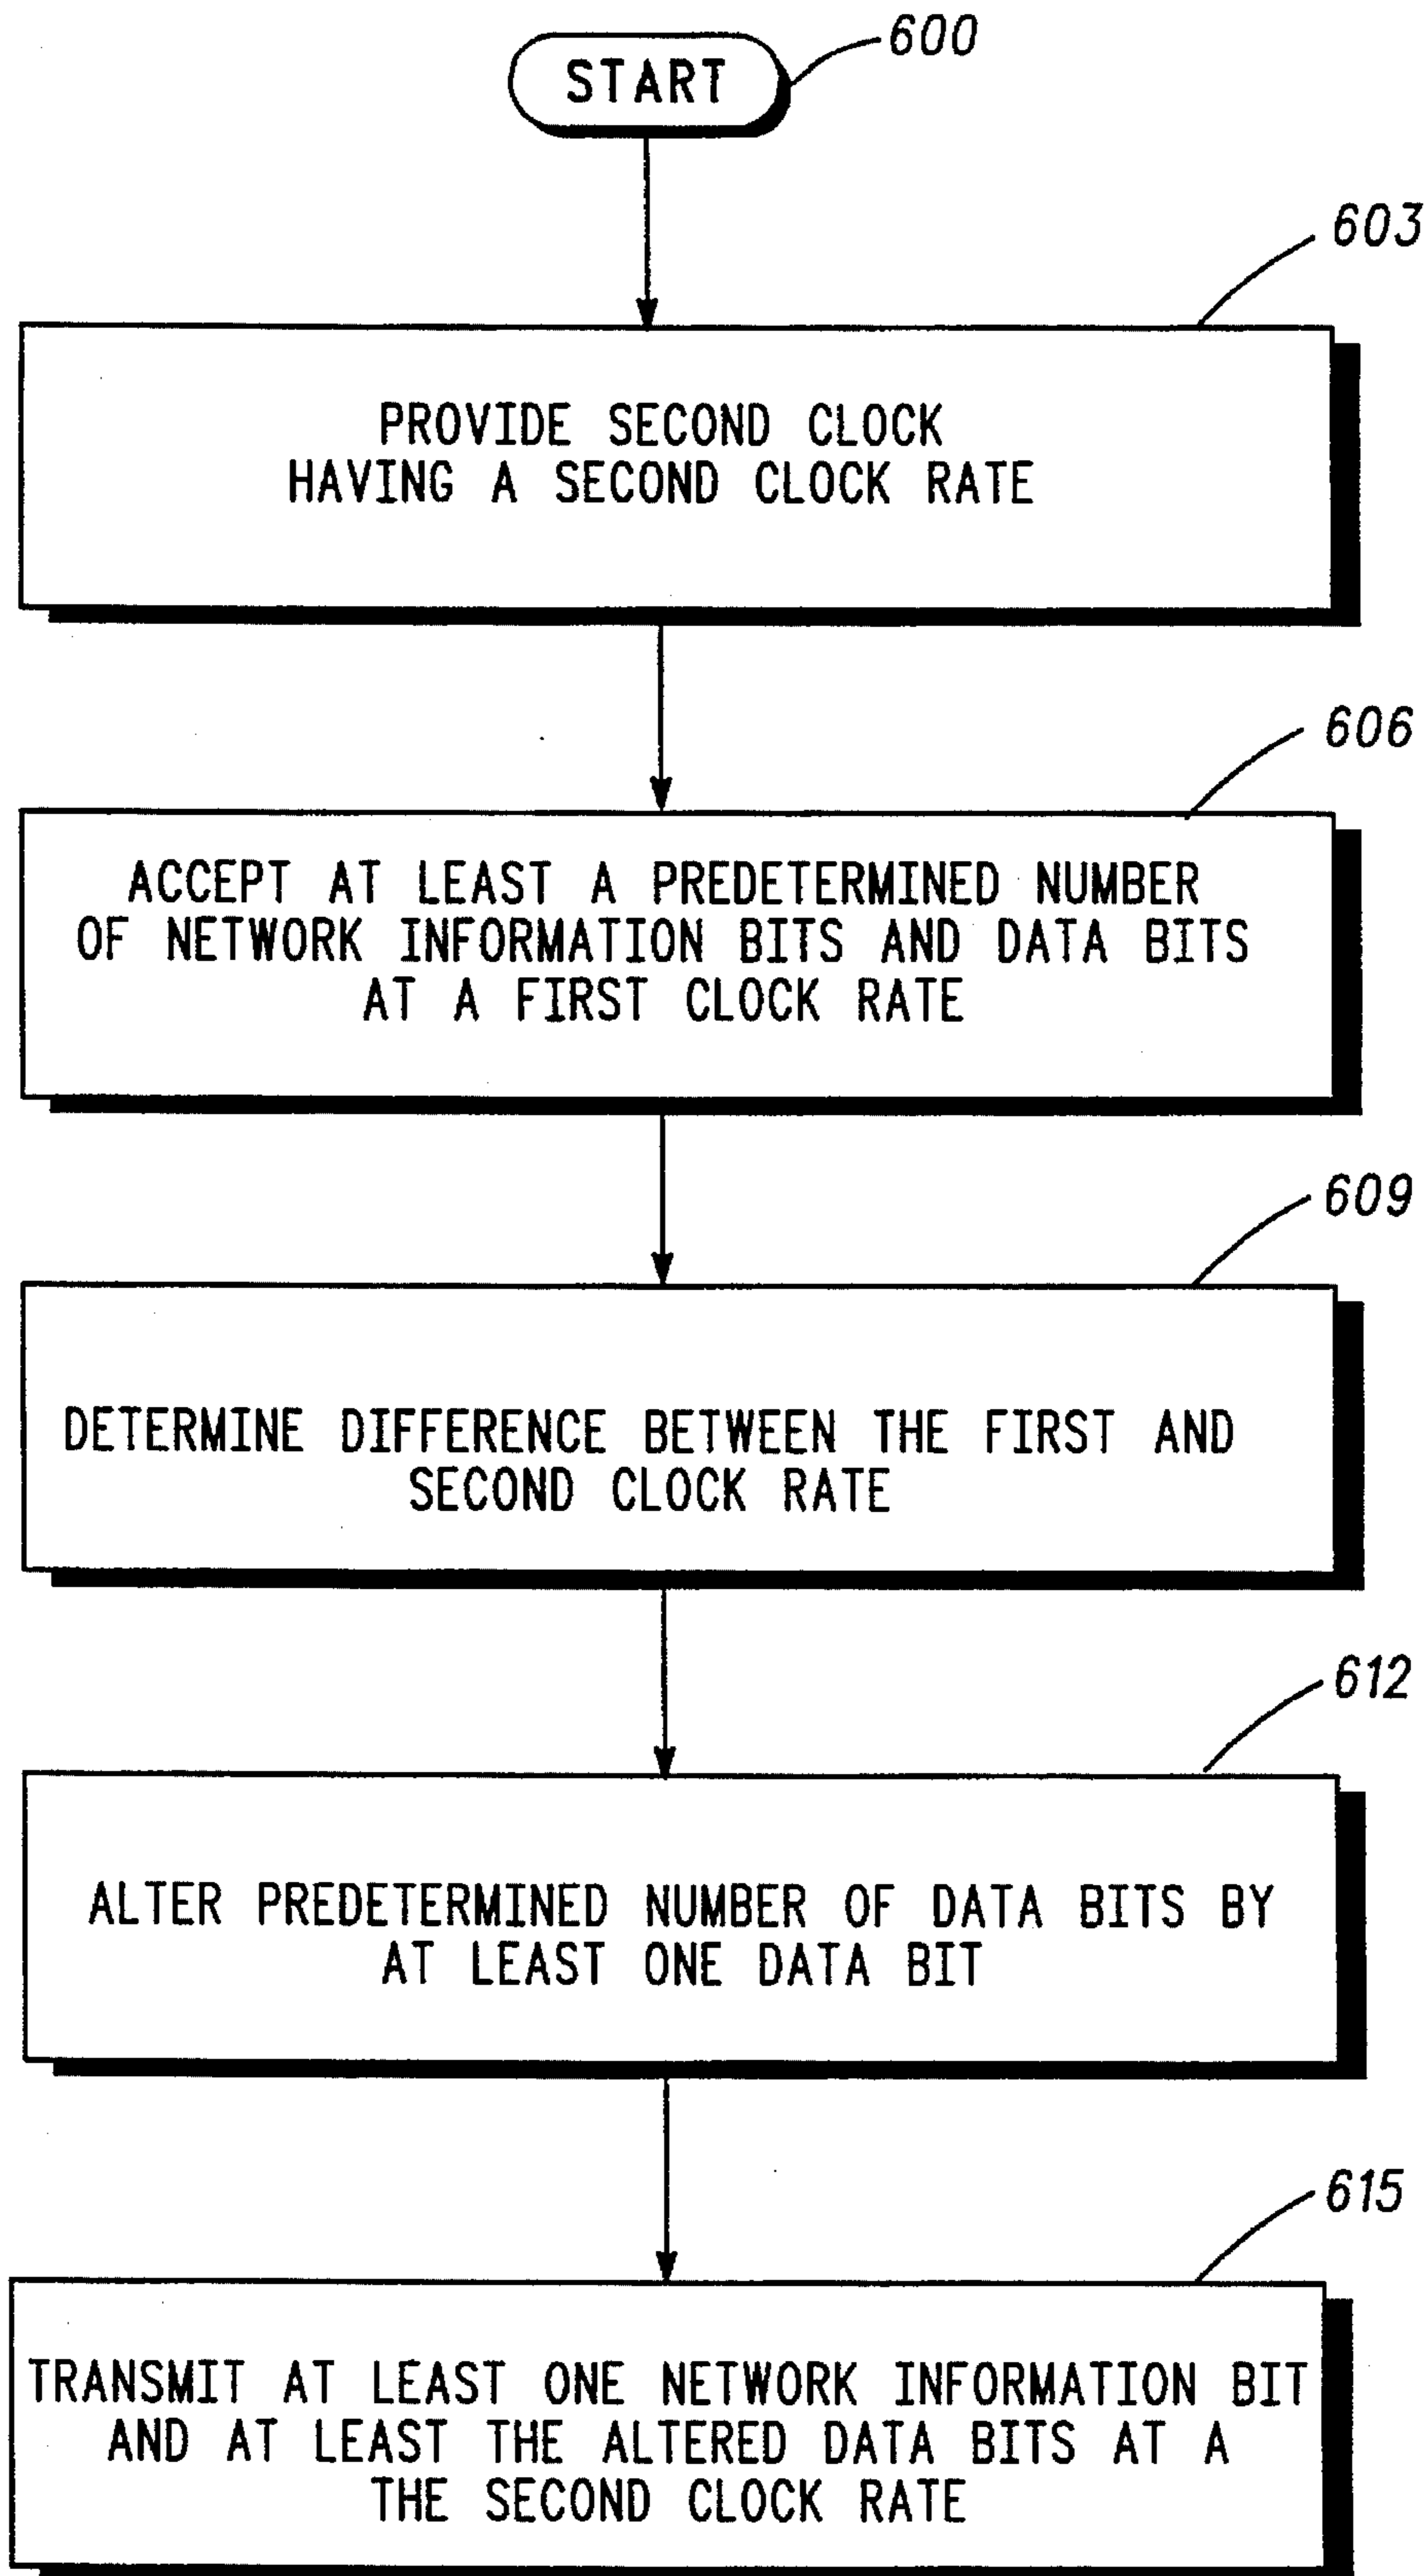 START
600
603
PROVIDE SECOND CLOCK
HAVING A SECOND CLOCK RATE
606
ACCEPT AT LEAST A PREDETERMINED NUMBER
OF NETWORK INFORMATION BITS AND DATA BITS
AT A FIRST CLOCK RATE
609
DETERMINE DIFFERENCE BETWEEN THE FIRST AND
SECOND CLOCK RATE
612
ALTER PREDETERMINED NUMBER OF DATA BITS BY
AT LEAST ONE DATA BIT
615
TRANSMIT AT LEAST ONE NETWORK INFORMATION BIT
AND AT LEAST THE ALTERED DATA BITS AT A
THE SECOND CLOCK RATE